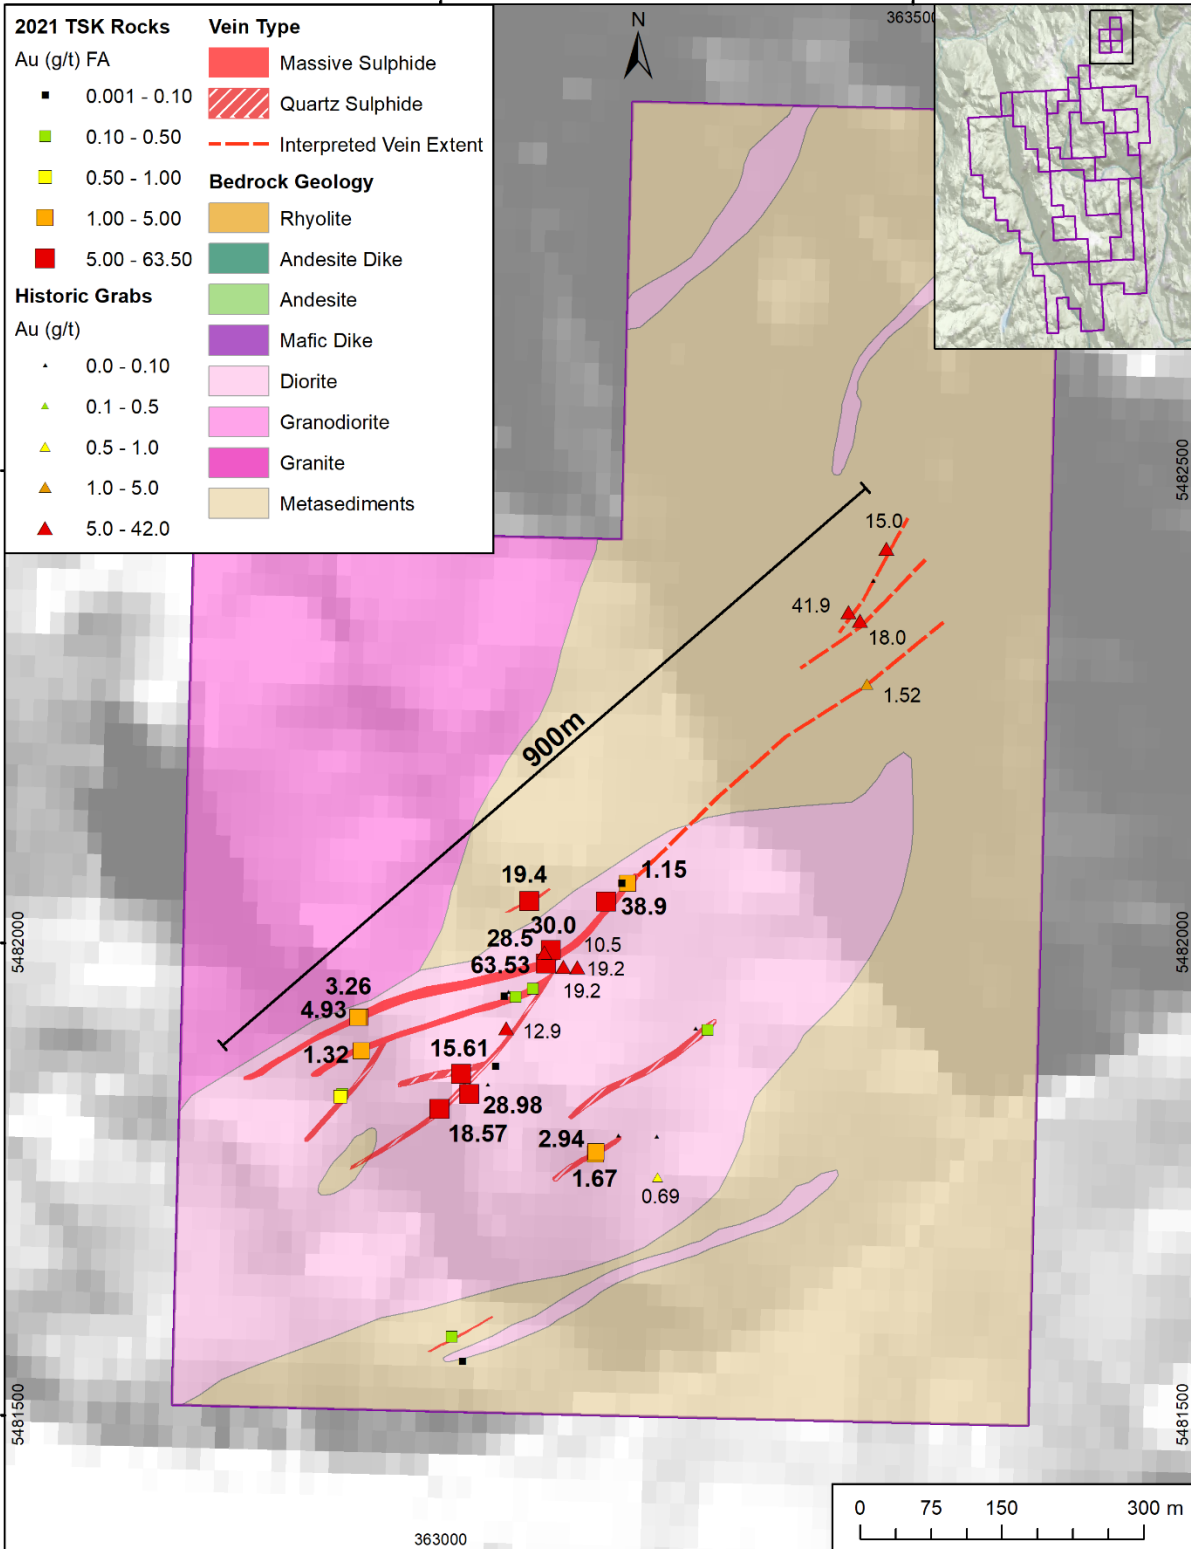 2021 TSK Rocks
Au (g/t) FA
0.001 - 0.10
0.10 - 0.50
0.50 - 1.00
1.00 - 5.00
5.00 - 63.50
Historic Grabs
Au (g/t)
0.0 - 0.10
0.1 - 0.5
0.5 - 1.0
1.0 - 5.0
5.0 - 42.0
Vein Type
Massive Sulphide
Quartz Sulphide
Interpreted Vein Extent
Bedrock Geology
Rhyolite
Andesite Dike
Andesite
Mafic Dike
Diorite
Granodiorite
Granite
Metasediments
N
363500
5482500
15.0
41.9
18.0
1.52
900m
19.4
1.15
38.9
30.0
28.5
10.5
63.53
19.2
19.2
3.26
4.93
12.9
1.32
15.61
28.98
18.57
2.94
1.67
0.69
5482000
5482000
5481500
5481500
363000
0 75 150 300 m